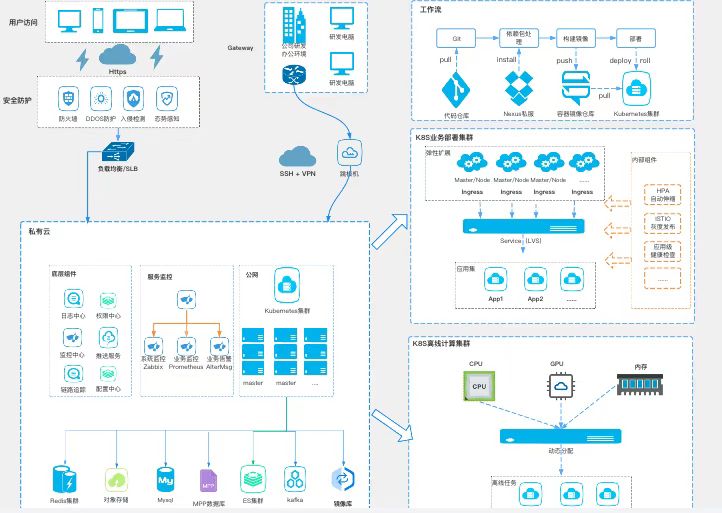 用户访问
Https
安全防护
防火墙
DDOS防护
入侵检测
态势感知
负载均衡/SLB
Gateway
公司研发
办公环境
研发电脑
研发电脑
SSH + VPN
跳板机
私有云
底层组件
日志中心
权限中心
监控中心
推送服务
链路追踪
配置中心
服务监控
系统监控
Zabbix
业务监控
Prometheus
业务告警
AlterMsg
公网
Kubernetes集群
master
master
....
Redis集群
对象存储
Mysql
MPP数据库
ES集群
kafka
镜像库
My
MPP
工作流
Git
依赖包处
理
构建镜像
部署
pull
install
push
deploy
roll
pull
代码仓库
Nexus私服
容器镜像仓库
Kubernetes集群
K8S业务部署集群
弹性扩展
Master/Node
Master/Node
Master/Node
......
Ingress
Ingress
Ingress
Ingress
Service (LVS)
应用集
App1
App2
......
内部组件
HPA
自动伸缩
ISTIO
灰度发布
应用级
健康检查
......
K8S离线计算集群
CPU
CPU
GPU
内存
动态分配
离线任务